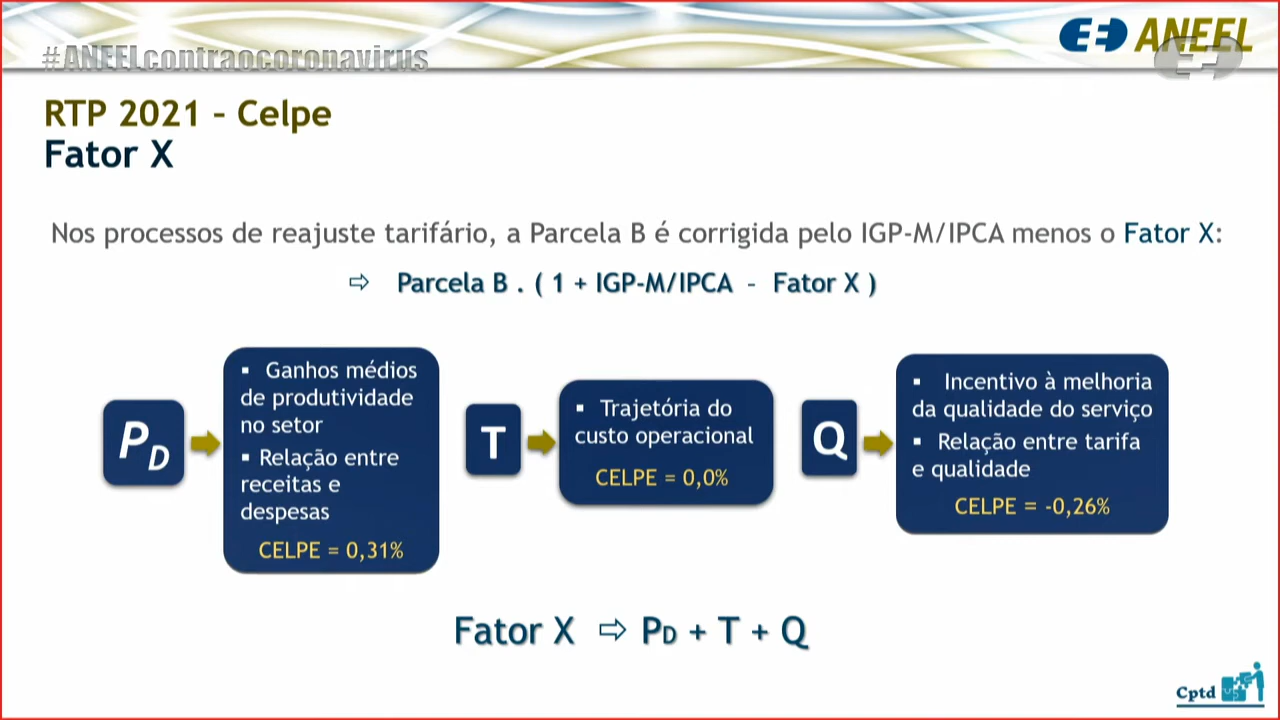 #ANEELcontraocoronavirus
ANEEL
RTP 2021 – Celpe
Fator X
Nos processos de reajuste tarifário, a Parcela B é corrigida pelo IGP-M/IPCA menos o Fator X:
⇨ Parcela B . ( 1 + IGP-M/IPCA – Fator X )
PD
▪ Ganhos médios
de produtividade
no setor
▪ Relação entre
receitas e
despesas
CELPE = 0,31%
T
▪ Trajetória do
custo operacional
CELPE = 0,0%
Q
▪ Incentivo à melhoria
da qualidade do serviço
▪ Relação entre tarifa
e qualidade
CELPE = -0,26%
Fator X ⇨ PD + T + Q
Cptd